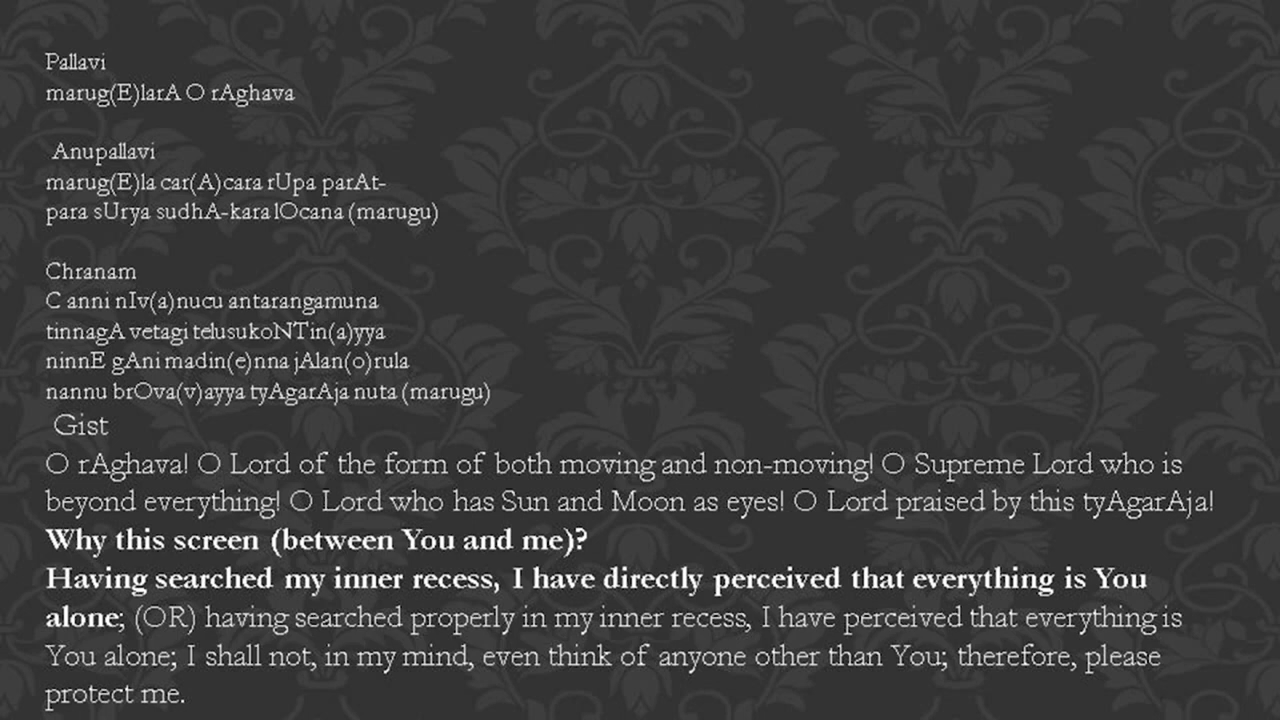 Pallavi
marug(E)larA O rAghava
Anupallavi
marug(E)la car(A)cara rUpa parAt-
para sUrya sudhA-kara lOcana (marugu)
Chranam
C anni nIv(a)nucu antarangamuna
tinnagA vetagi telusukoNTin(a)yya
ninnE gAni madin(e)nna jAlan(o)rula
nannu brOva(v)ayya tyAgarAja nuta (marugu)
Gist
O rAghava! O Lord of the form of both moving and non-moving! O Supreme Lord who is
beyond everything! O Lord who has Sun and Moon as eyes! O Lord praised by this tyAgarAja!
Why this screen (between You and me)?
Having searched my inner recess, I have directly perceived that everything is You
alone; (OR) having searched properly in my inner recess, I have perceived that everything is
You alone; I shall not, in my mind, even think of anyone other than You; therefore, please
protect me.